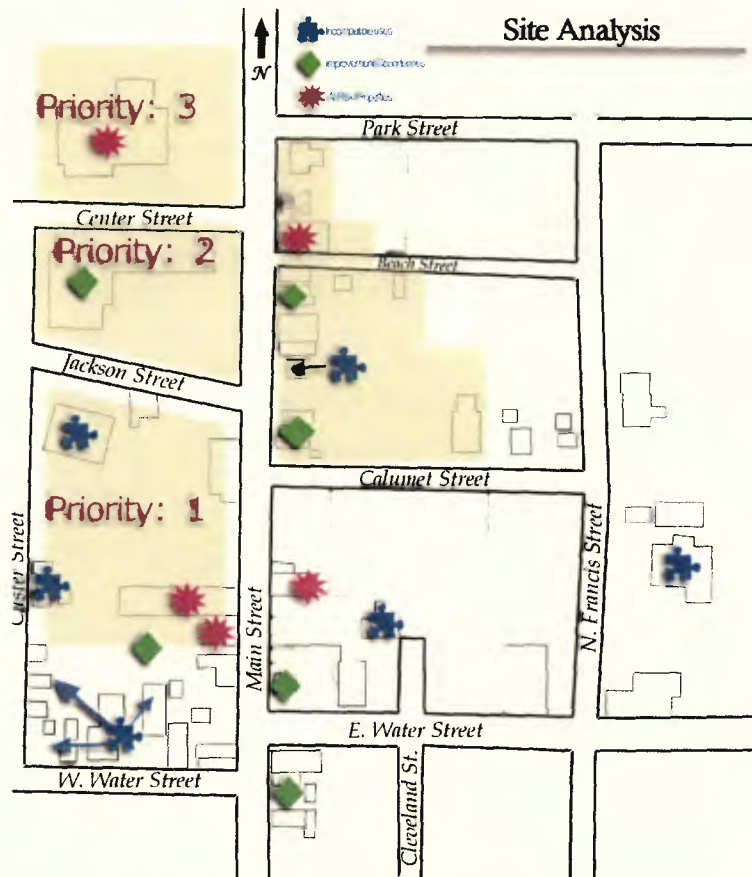 Site Analysis
N
Park Street
Priority: 3
Center Street
Priority: 2
Beach Street
Jackson Street
Calumet Street
Priority: 1
Custer Street
Main Street
N. Francis Street
E. Water Street
W. Water Street
Cleveland St.